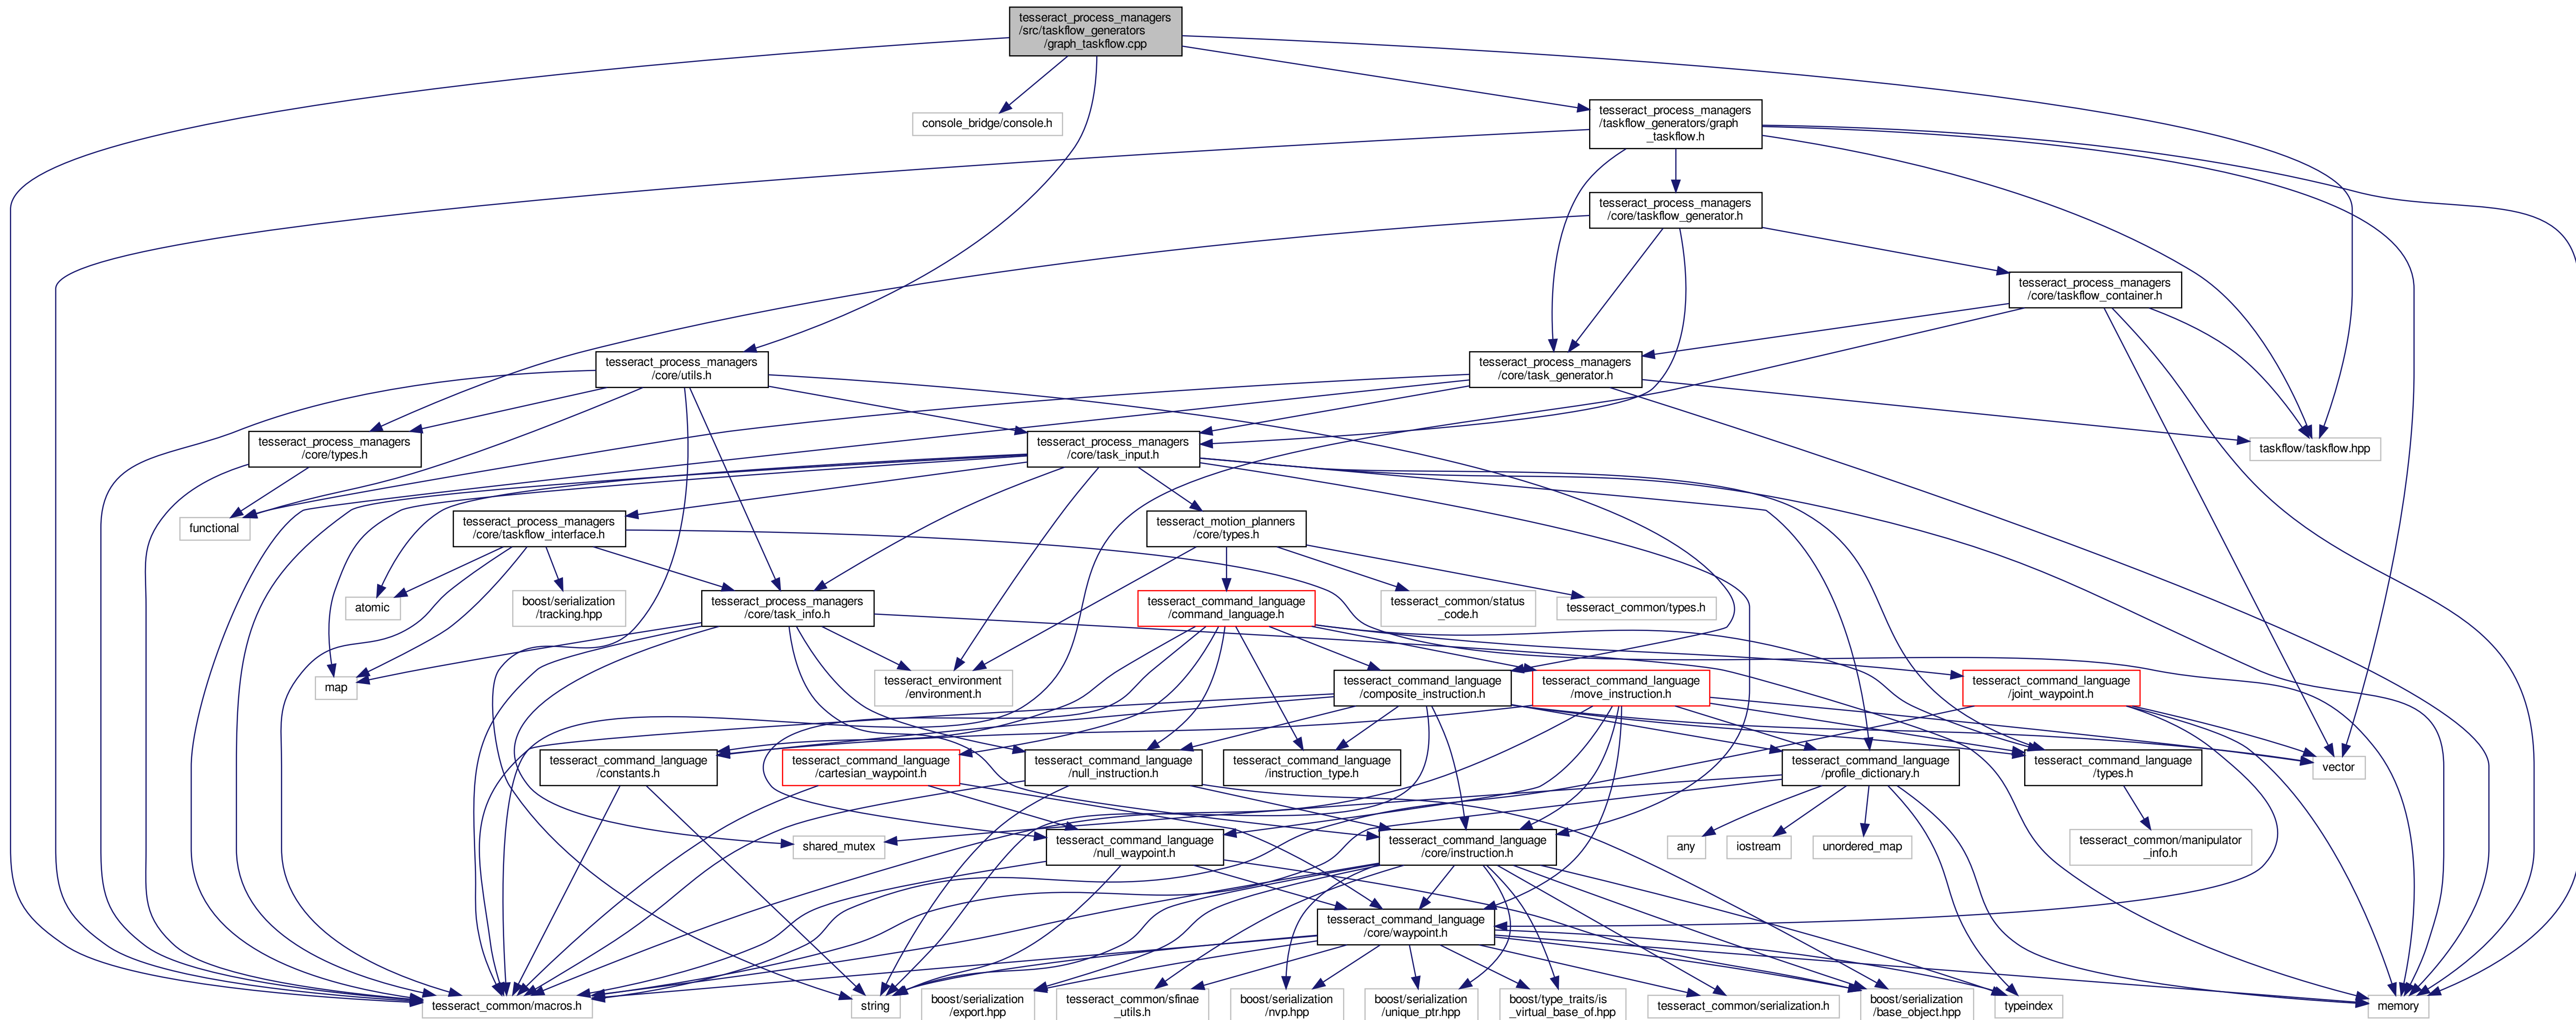 tesseract_process_managers
/src/taskflow_generators
/graph_taskflow.cpp
console_bridge/console.h
tesseract_process_managers
/taskflow_generators/graph
_taskflow.h
tesseract_process_managers
/core/taskflow_generator.h
tesseract_process_managers
/core/taskflow_container.h
tesseract_process_managers
/core/utils.h
tesseract_process_managers
/core/task_generator.h
tesseract_process_managers
/core/types.h
tesseract_process_managers
/core/task_input.h
taskflow/taskflow.hpp
functional
tesseract_process_managers
/core/taskflow_interface.h
tesseract_motion_planners
/core/types.h
atomic
boost/serialization
/tracking.hpp
tesseract_process_managers
/core/task_info.h
tesseract_command_language
/command_language.h
tesseract_common/status
_code.h
tesseract_common/types.h
map
tesseract_environment
/environment.h
tesseract_command_language
/composite_instruction.h
tesseract_command_language
/move_instruction.h
tesseract_command_language
/joint_waypoint.h
tesseract_command_language
/constants.h
tesseract_command_language
/cartesian_waypoint.h
tesseract_command_language
/null_instruction.h
tesseract_command_language
/instruction_type.h
tesseract_command_language
/profile_dictionary.h
tesseract_command_language
/types.h
vector
shared_mutex
tesseract_command_language
/null_waypoint.h
tesseract_command_language
/core/instruction.h
any
iostream
unordered_map
tesseract_common/manipulator
_info.h
tesseract_command_language
/core/waypoint.h
tesseract_common/macros.h
string
boost/serialization
/export.hpp
tesseract_common/sfinae
_utils.h
boost/serialization
/nvp.hpp
boost/serialization
/unique_ptr.hpp
boost/type_traits/is
_virtual_base_of.hpp
tesseract_common/serialization.h
boost/serialization
/base_object.hpp
typeindex
memory